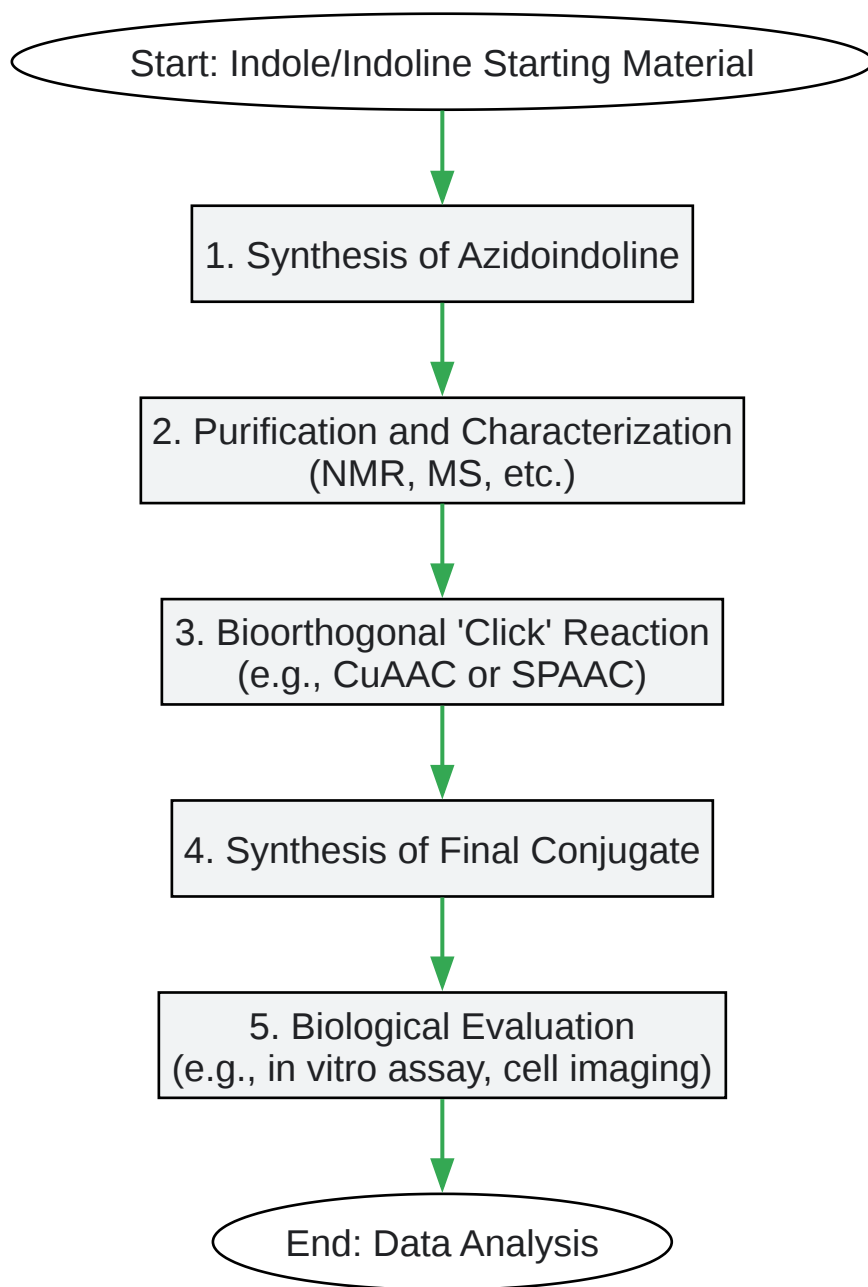 Start: Indole/Indoline Starting Material
1. Synthesis of Azidoindoline
2. Purification and Characterization
(NMR, MS, etc.)
3. Bioorthogonal 'Click' Reaction
(e.g., CuAAC or SPAAC)
4. Synthesis of Final Conjugate
5. Biological Evaluation
(e.g., in vitro assay, cell imaging)
End: Data Analysis